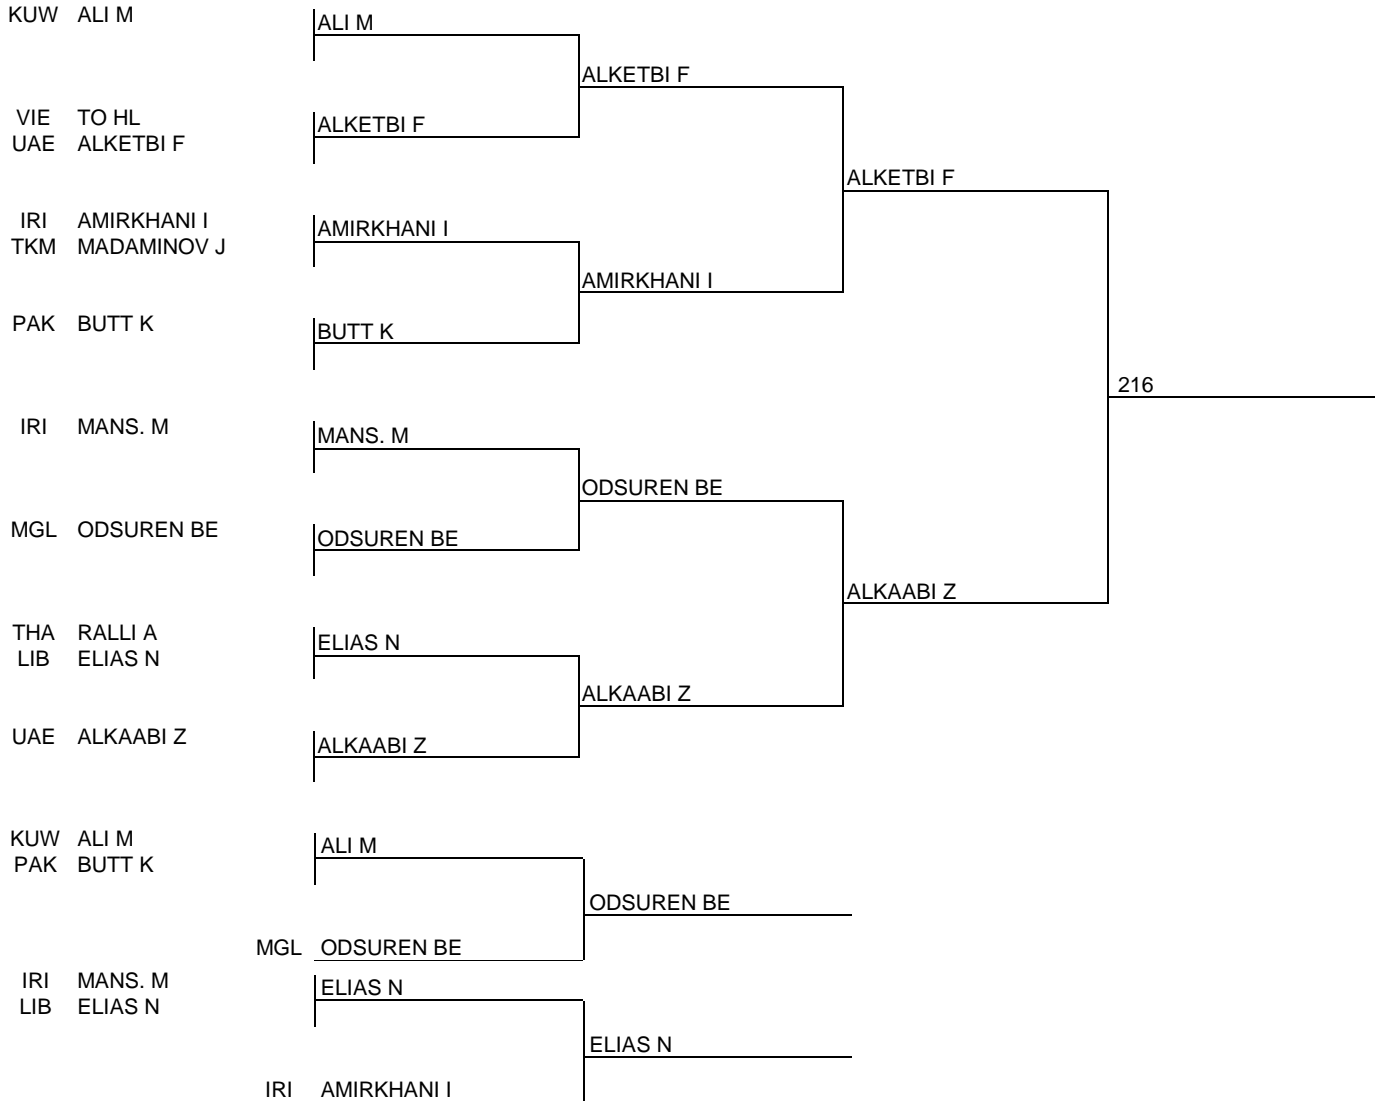 KUW ALI M
ALI M
ALKETBI F
VIE TO HL
ALKETBI F
UAE ALKETBI F
ALKETBI F
IRI AMIRKHANI I
AMIRKHANI I
TKM MADAMINOV J
AMIRKHANI I
PAK BUTT K
BUTT K
216
IRI MANS. M
MANS. M
ODSUREN BE
MGL ODSUREN BE
ODSUREN BE
ALKAABI Z
THA RALLI A
ELIAS N
LIB ELIAS N
ALKAABI Z
UAE ALKAABI Z
ALKAABI Z
KUW ALI M
ALI M
PAK BUTT K
ODSUREN BE
MGL ODSUREN BE
IRI MANS. M
ELIAS N
LIB ELIAS N
ELIAS N
IRI AMIRKHANI I